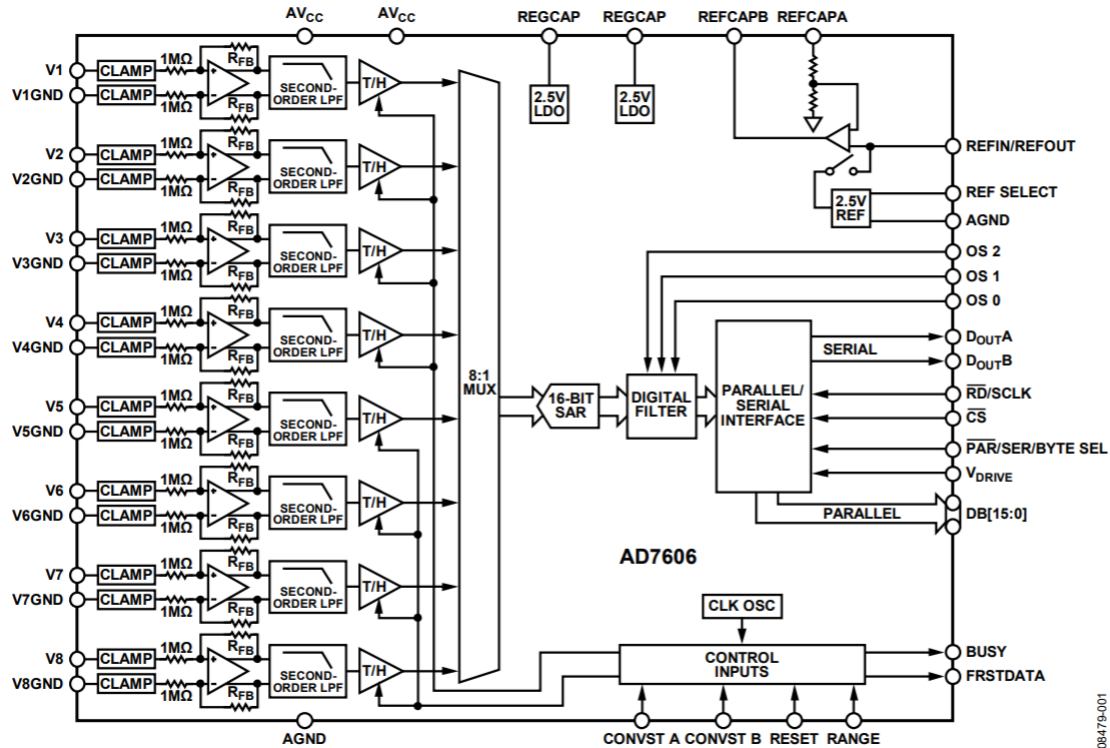 AVCC AVCC REGCAP REGCAP REFCAPB REFCAPA
V1 CLAMP 1MΩ RFB
V1GND CLAMP 1MΩ RFB
SECOND-
ORDER LPF
T/H
V2 CLAMP 1MΩ RFB
V2GND CLAMP 1MΩ RFB
SECOND-
ORDER LPF
T/H
V3 CLAMP 1MΩ RFB
V3GND CLAMP 1MΩ RFB
SECOND-
ORDER LPF
T/H
V4 CLAMP 1MΩ RFB
V4GND CLAMP 1MΩ RFB
SECOND-
ORDER LPF
T/H
V5 CLAMP 1MΩ RFB
V5GND CLAMP 1MΩ RFB
SECOND-
ORDER LPF
T/H
V6 CLAMP 1MΩ RFB
V6GND CLAMP 1MΩ RFB
SECOND-
ORDER LPF
T/H
V7 CLAMP 1MΩ RFB
V7GND CLAMP 1MΩ RFB
SECOND-
ORDER LPF
T/H
V8 CLAMP 1MΩ RFB
V8GND CLAMP 1MΩ RFB
SECOND-
ORDER LPF
T/H
8:1
MUX
2.5V
LDO
2.5V
LDO
2.5V
REF
16-BIT
SAR
DIGITAL
FILTER
PARALLEL/
SERIAL
INTERFACE
SERIAL
PARALLEL
REFIN/REFOUT
REF SELECT
AGND
OS 2
OS 1
OS 0
DOUTA
DOUTB
RD/SCLK
CS
PAR/SER/BYTE SEL
VDRIVE
DB[15:0]
AD7606
CLK OSC
CONTROL
INPUTS
BUSY
FRSTDATA
AGND
CONVST A CONVST B RESET RANGE
08479-001